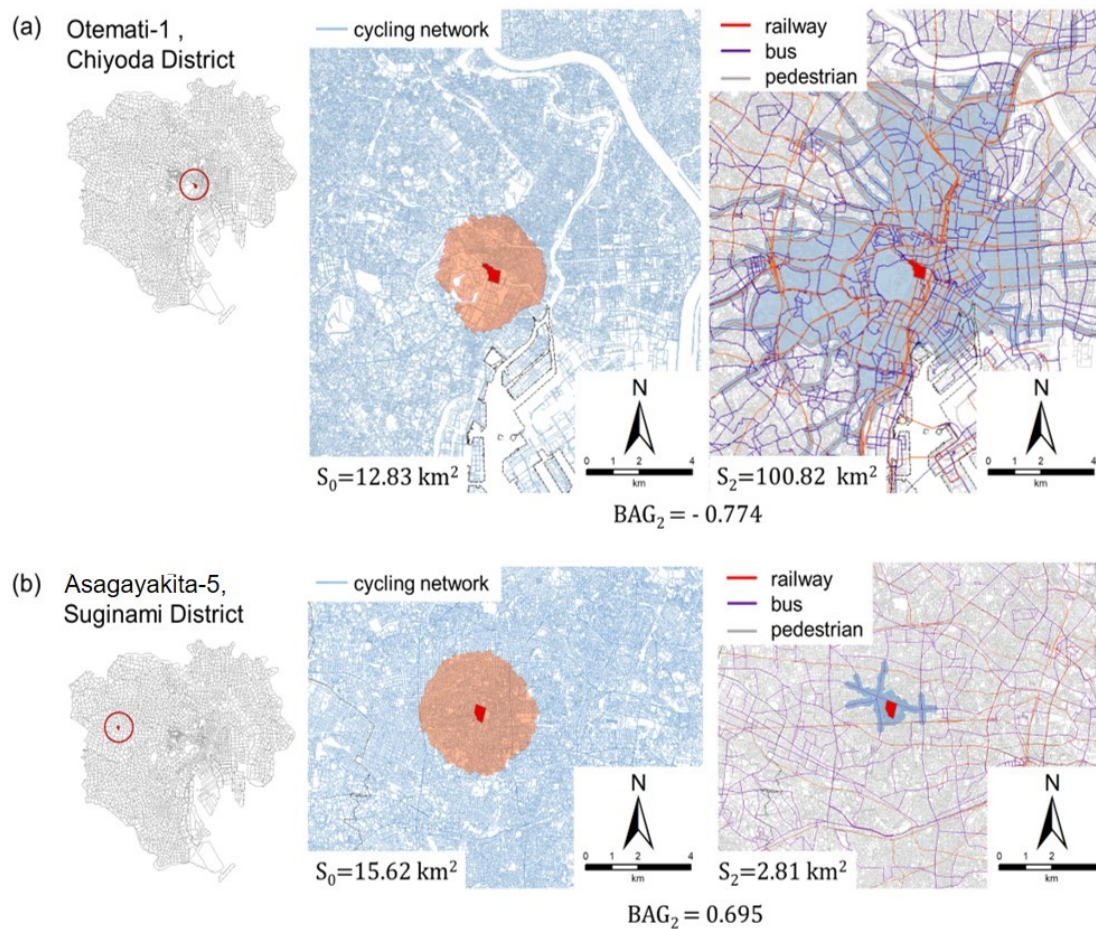 (a) Otemati-1 ,
Chiyoda District
cycling network
railway
bus
pedestrian
N
0 1 2 4
km
S₀=12.83 km²
N
0 1 2 4
km
S₂=100.82 km²
BAG₂ = - 0.774
(b) Asagayakita-5,
Suginami District
cycling network
railway
bus
pedestrian
N
0 1 2 4
km
S₀=15.62 km²
N
0 1 2 4
km
S₂=2.81 km²
BAG₂ = 0.695